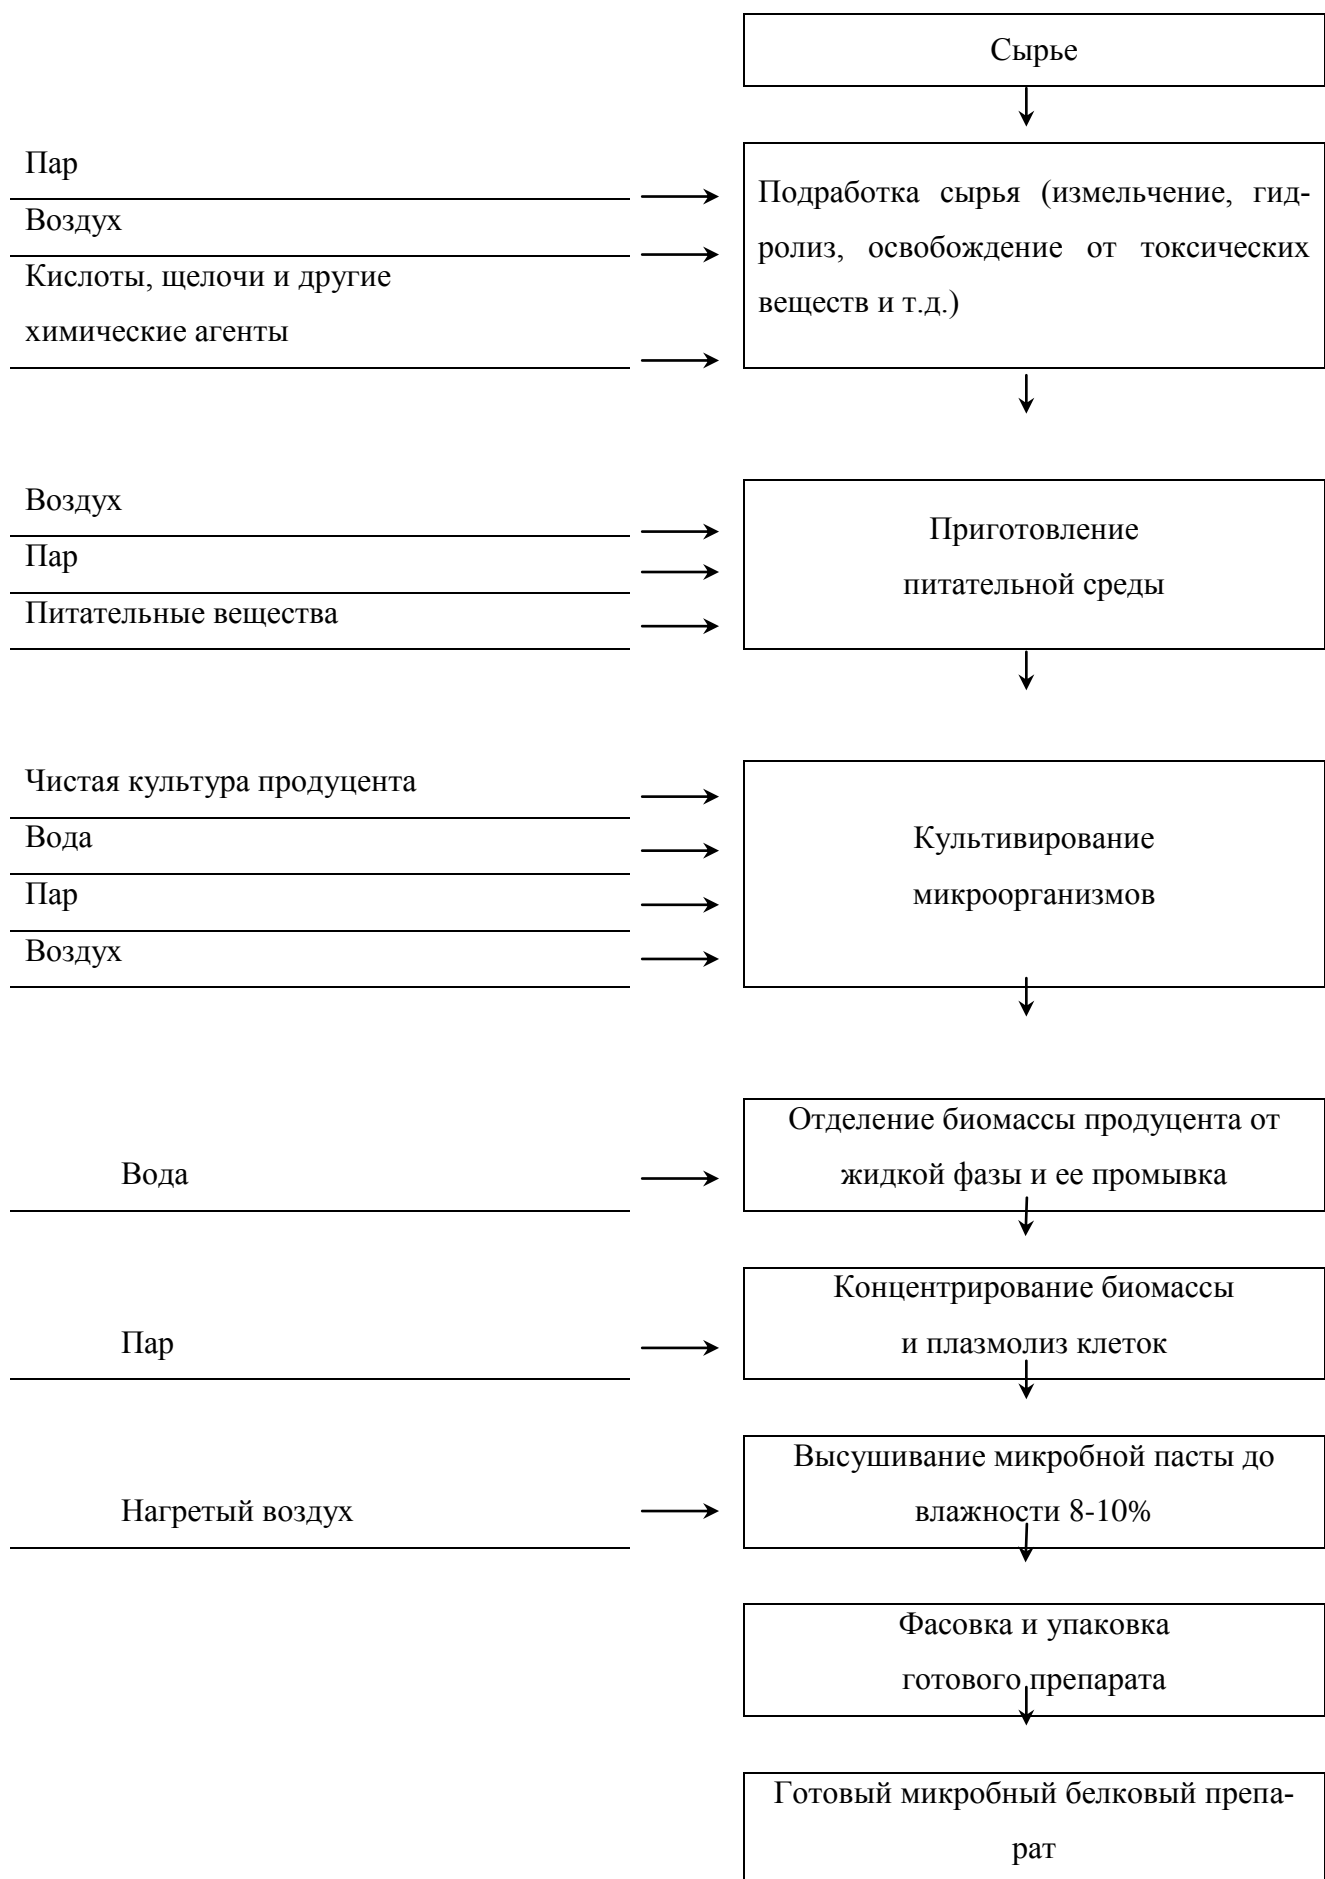 Сырье
Пар
Воздух
Кислоты, щелочи и другие
химические агенты
Подработка сырья (измельчение, гид-
ролиз, освобождение от токсических
веществ и т.д.)
Воздух
Пар
Питательные вещества
Приготовление
питательной среды
Чистая культура продуцента
Вода
Пар
Воздух
Культивирование
микроорганизмов
Вода
Отделение биомассы продуцента от
жидкой фазы и ее промывка
Пар
Концентрирование биомассы
и плазмолиз клеток
Нагретый воздух
Высушивание микробной пасты до
влажности 8-10%
Фасовка и упаковка
готового препарата
Готовый микробный белковый препа-
рат